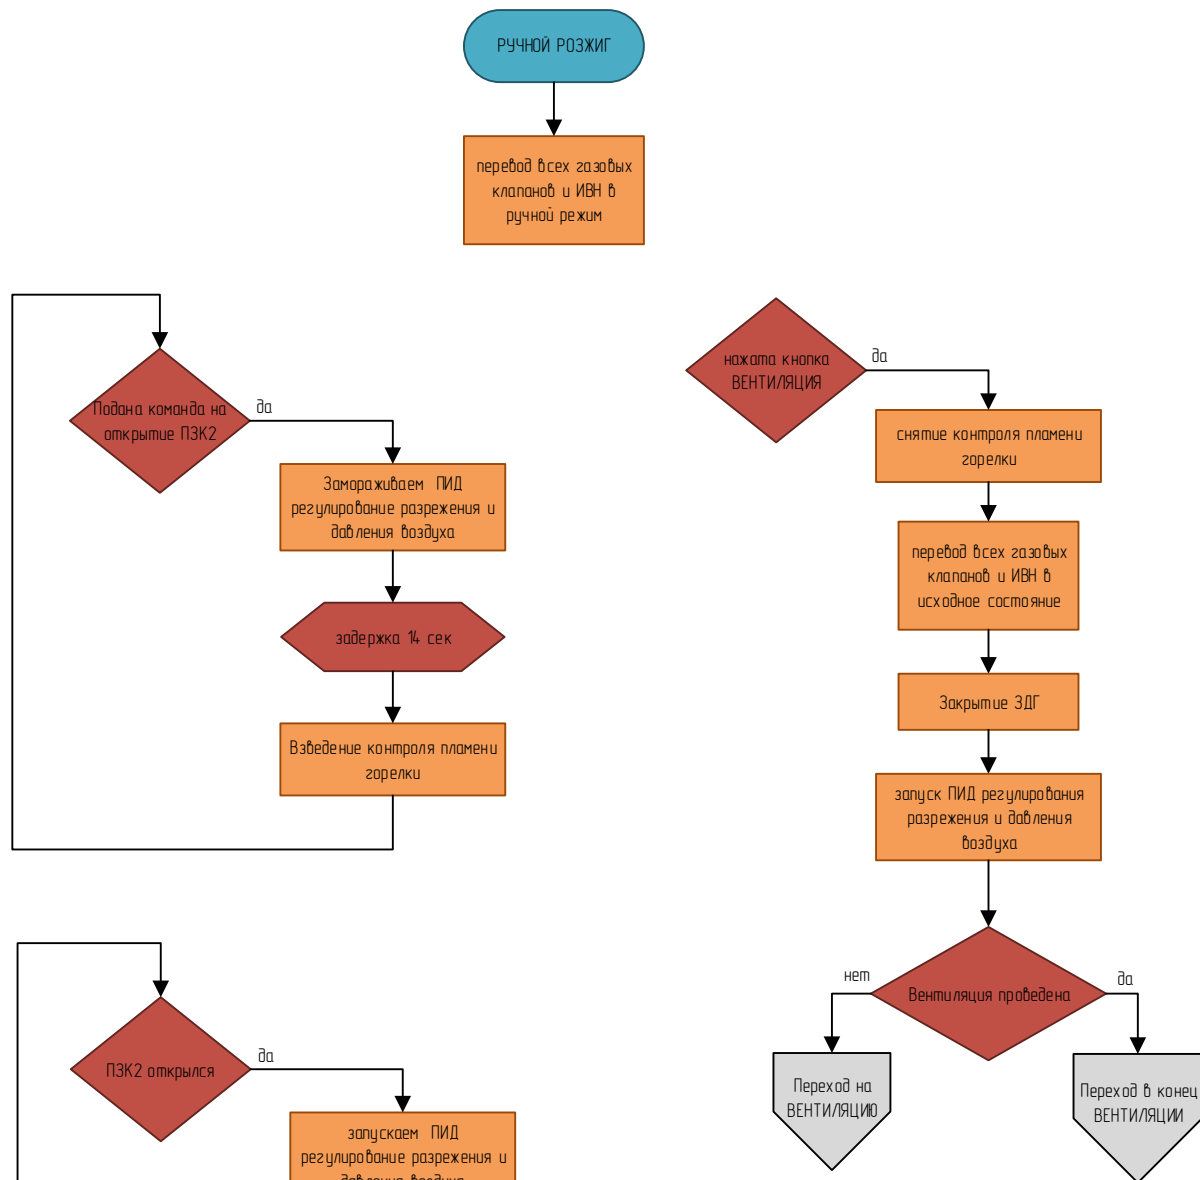 РУЧНОЙ РОЗЖИГ
перевод всех газовых
клапанов и ИВН в
ручной режим
Подана команда на
открытие ПЗК2
да
Замораживаем ПИД
регулирование разрежения и
давления воздуха
задержка 14 сек
Взведение контроля пламени
горелки
ПЗК2 открылся
да
запускаем ПИД
регулирование разрежения и
давления воздуха
нажата кнопка
ВЕНТИЛЯЦИЯ
да
снятие контроля пламени
горелки
перевод всех газовых
клапанов и ИВН в
исходное состояние
Закрытие ЗДГ
запуск ПИД регулирования
разрежения и давления
воздуха
Вентиляция проведена
нет
да
Переход на
ВЕНТИЛЯЦИЮ
Переход в конец
ВЕНТИЛЯЦИИ